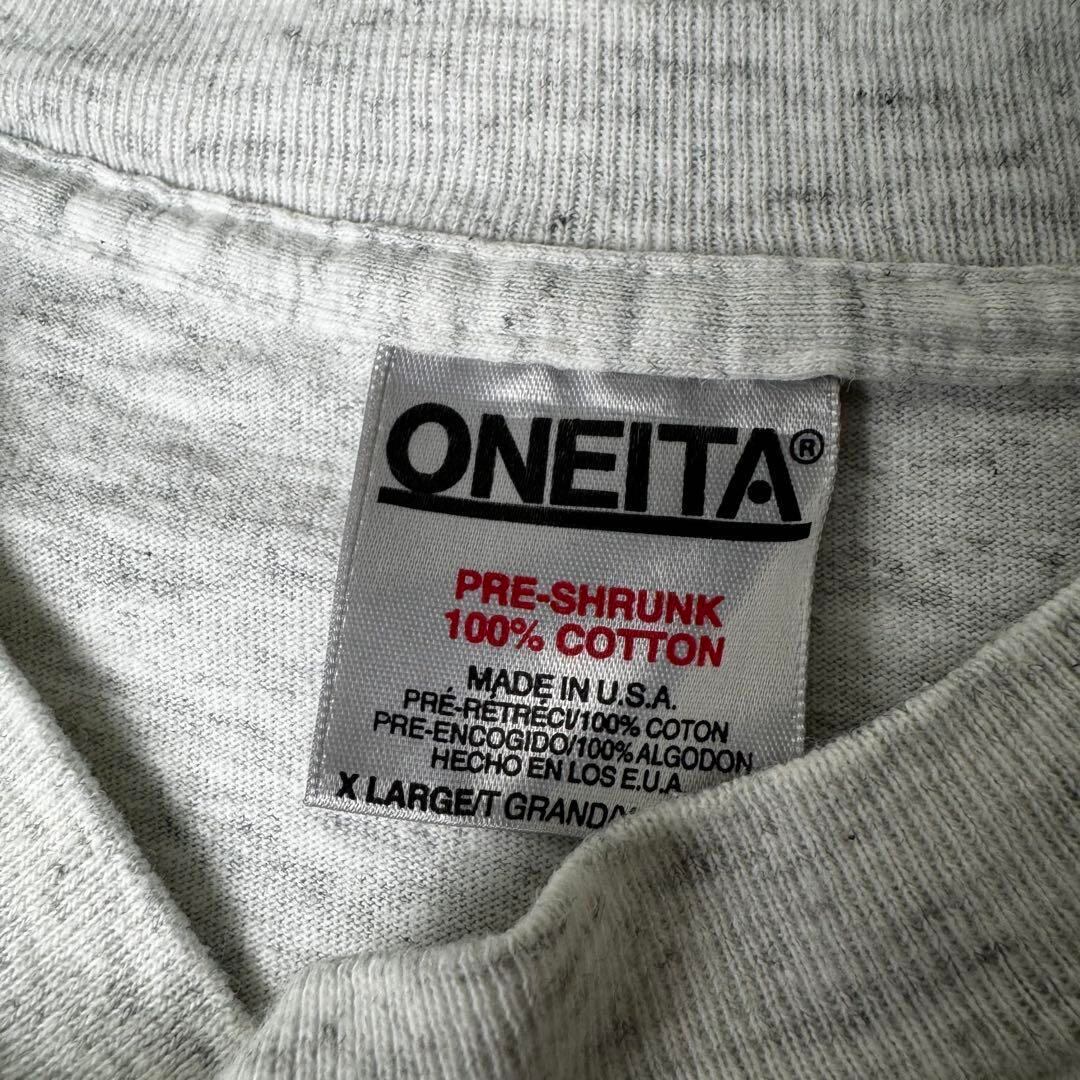 ONEITA®
PRE-SHRUNK
100% COTTON
MADE IN U.S.A.
PRÉ-RÉTRÉCI/100% COTON
PRE-ENCOGIDO/100% ALGODON
HECHO EN LOS E.U.A
X LARGE/T GRAND/